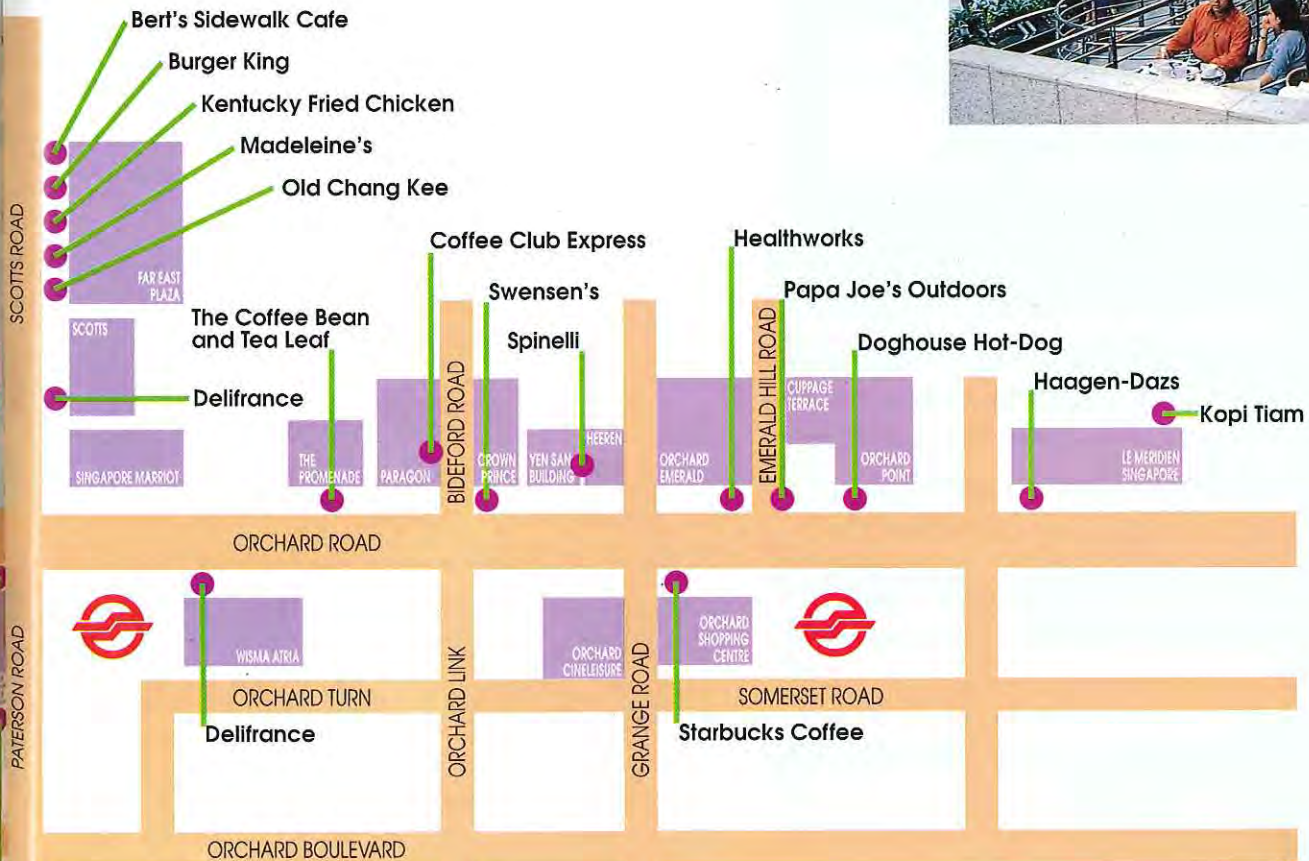 Bert's Sidewalk Cafe
Burger King
Kentucky Fried Chicken
Madeleine's
Old Chang Kee
SCOTTS ROAD
FAR EAST
PLAZA
SCOTTS
Delifrance
SINGAPORE MARRIOT
The Coffee Bean
and Tea Leaf
THE
PROMENADE
Coffee Club Express
PARAGON
BIDEFORD ROAD
Swensen's
CROWN
PRINCE
Spinelli
YEN SAN
BUILDING
HEEREN
Healthworks
ORCHARD
EMERALD
EMERALD HILL ROAD
Papa Joe's Outdoors
CUPPAGE
TERRACE
Doghouse Hot-Dog
ORCHARD
POINT
Haagen-Dazs
Kopi Tiam
LE MERIDIEN
SINGAPORE
ORCHARD ROAD
PATERSON ROAD
WISMA ATRIA
ORCHARD TURN
Delifrance
ORCHARD LINK
ORCHARD
CINELEISURE
GRANGE ROAD
ORCHARD
SHOPPING
CENTRE
SOMERSET ROAD
Starbucks Coffee
ORCHARD BOULEVARD